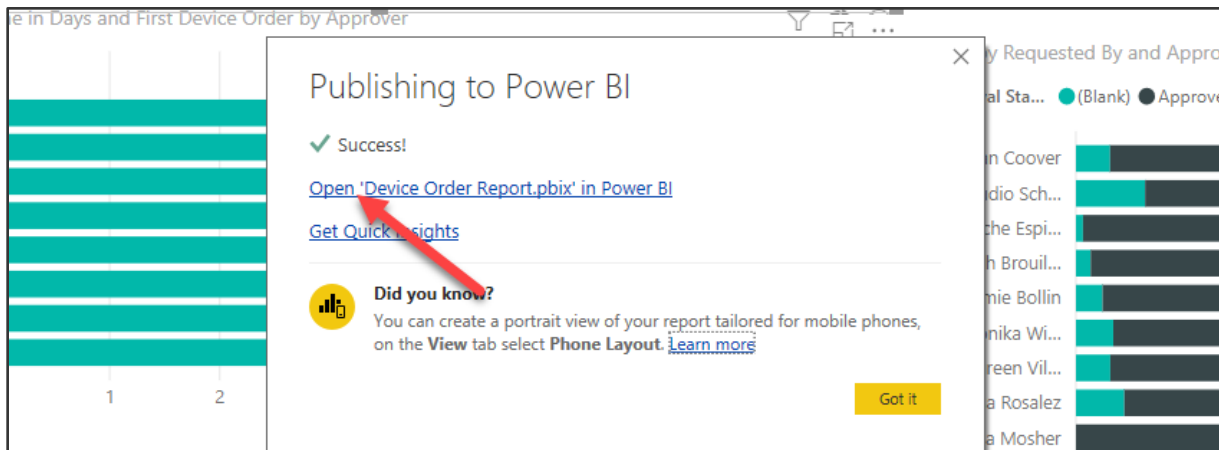 e in Days and First Device Order by Approver
Publishing to Power BI
Success!
Open 'Device Order Report.pbix' in Power BI
Get Quick Insights
Did you know?
You can create a portrait view of your report tailored for mobile phones,
on the View tab select Phone Layout. Learn more
Got it
1 2
y Requested By and Appro
al Sta... (Blank) Approve
n Coover
dio Sch...
che Espi...
h Brouil...
mie Bollin
nika Wi...
reen Vil...
a Rosalez
a Mosher